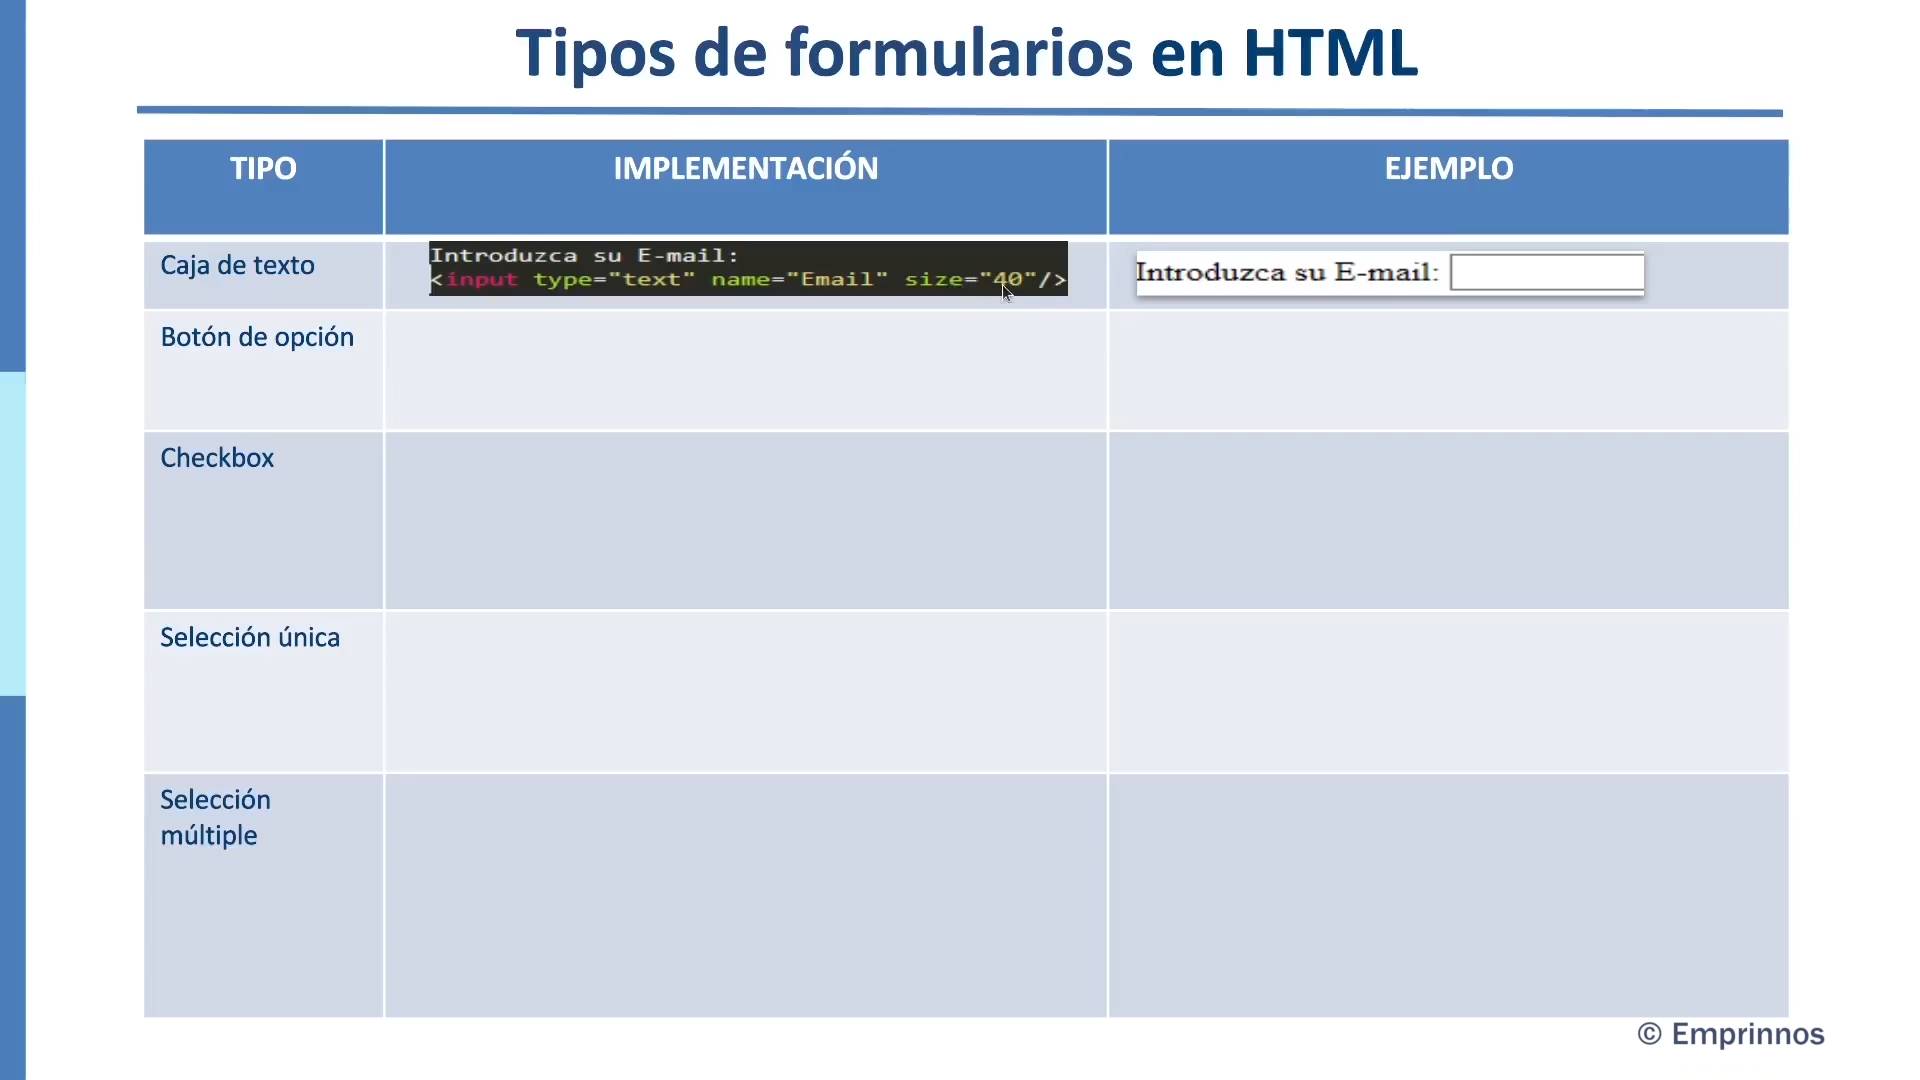 Tipos de formularios en HTML
TIPO
IMPLEMENTACIÓN
EJEMPLO
Caja de texto
Introduzca su E-mail:
<input type="text" name="Email" size="40"/>
Introduzca su E-mail:
Botón de opción
Checkbox
Selección única
Selección
múltiple
© Emprinnos